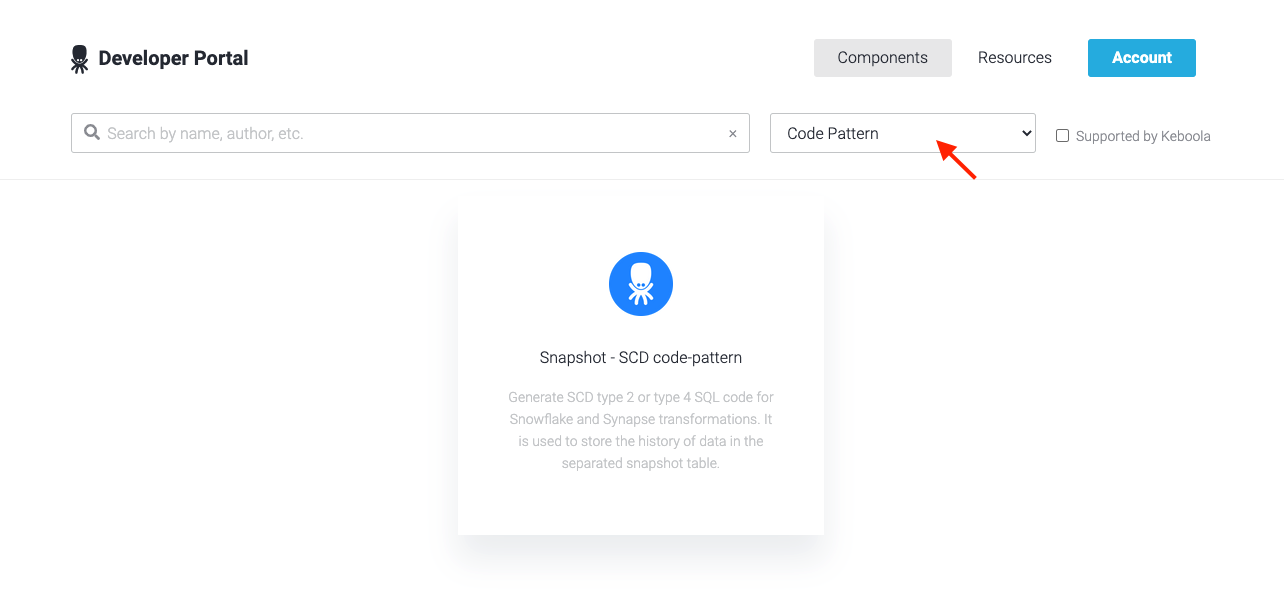 Developer Portal
Components
Resources
Account
Search by name, author, etc.
×
Code Pattern
Supported by Keboola
Snapshot - SCD code-pattern
Generate SCD type 2 or type 4 SQL code for
Snowflake and Synapse transformations. It
is used to store the history of data in the
separated snapshot table.